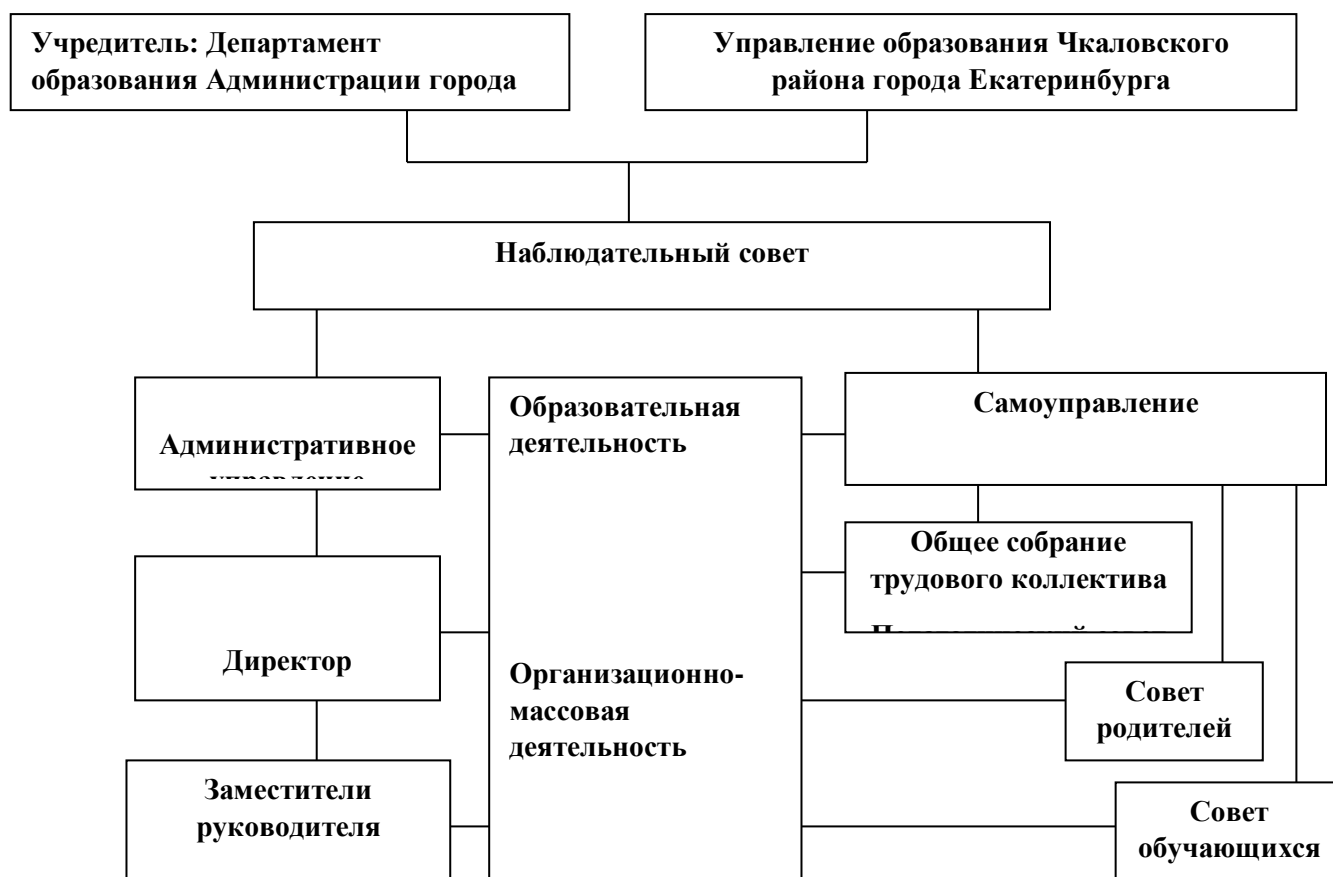 Учредитель: Департамент
образования Администрации города
Управление образования Чкаловского
района города Екатеринбурга
Наблюдательный совет
Административное
Образовательная
деятельность
Самоуправление
Общее собрание
трудового коллектива
Директор
Организационно-
массовая
деятельность
Совет
родителей
Заместители
руководителя
Совет
обучающихся